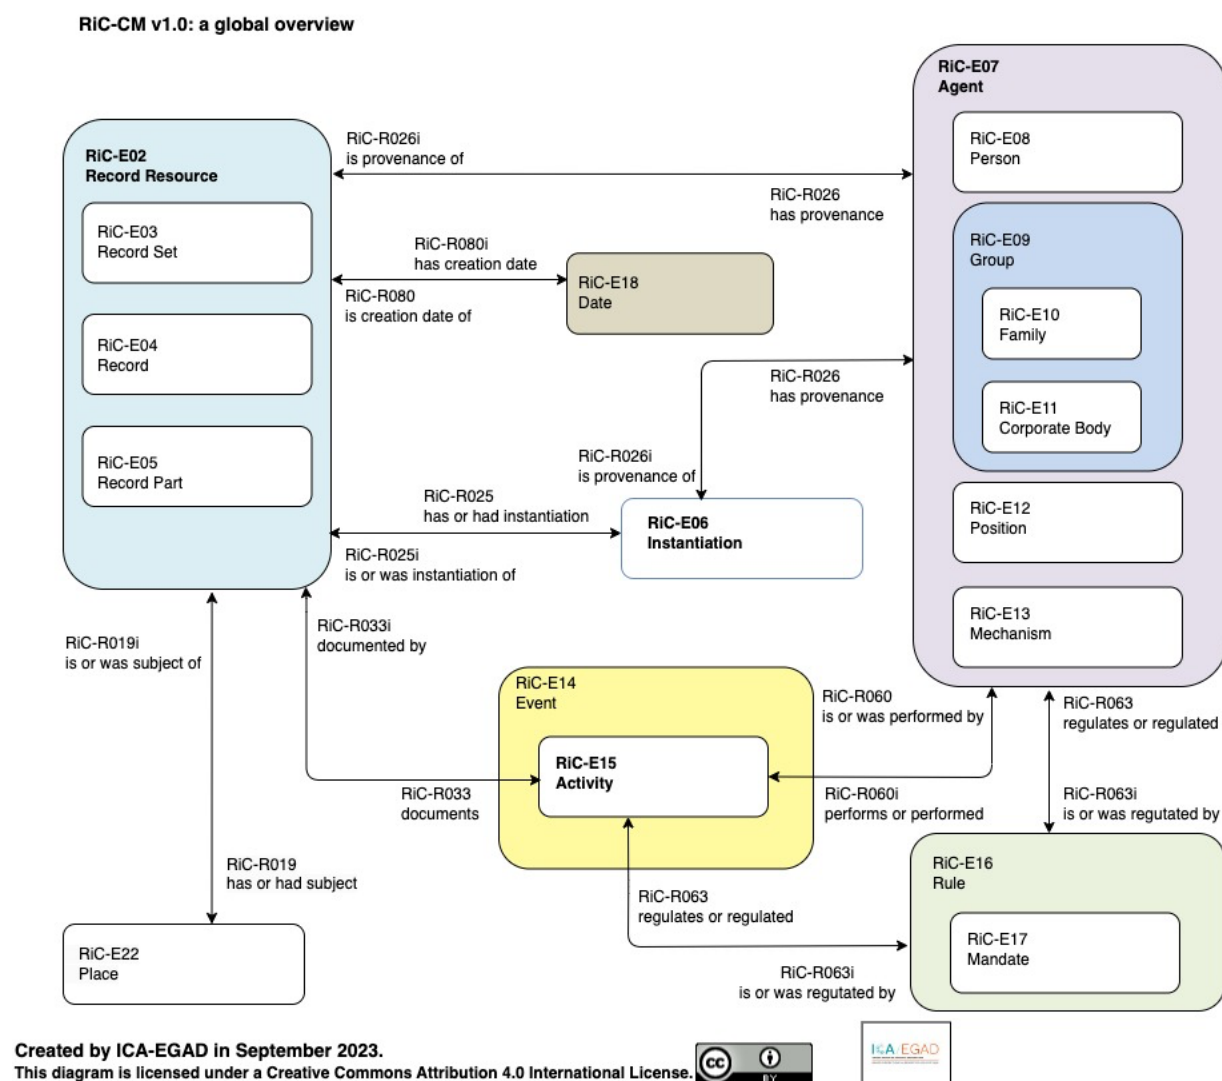 RiC-CM v1.0: a global overview
RiC-E07
Agent
RiC-E08
Person
RiC-E09
Group
RiC-E10
Family
RiC-E11
Corporate Body
RiC-E12
Position
RiC-E13
Mechanism
RiC-E02
Record Resource
RiC-E03
Record Set
RiC-E04
Record
RiC-E05
Record Part
RiC-R026i
is provenance of
RiC-R026
has provenance
RiC-R080i
has creation date
RiC-R080
is creation date of
RiC-E18
Date
RiC-R026
has provenance
RiC-R026i
is provenance of
RiC-R025
has or had instantiation
RiC-R025i
is or was instantiation of
RiC-E06
Instantiation
RiC-R019i
is or was subject of
RiC-R033i
documented by
RiC-E14
Event
RiC-E15
Activity
RiC-R060
is or was performed by
RiC-R060i
performs or performed
RiC-R063
regulates or regulated
RiC-R063i
is or was regutated by
RiC-R033
documents
RiC-R019
has or had subject
RiC-R063
regulates or regulated
RiC-R063i
is or was regutated by
RiC-E16
Rule
RiC-E17
Mandate
RiC-E22
Place
Created by ICA-EGAD in September 2023.
This diagram is licensed under a Creative Commons Attribution 4.0 International License.
cc
BY
ICA/EGAD